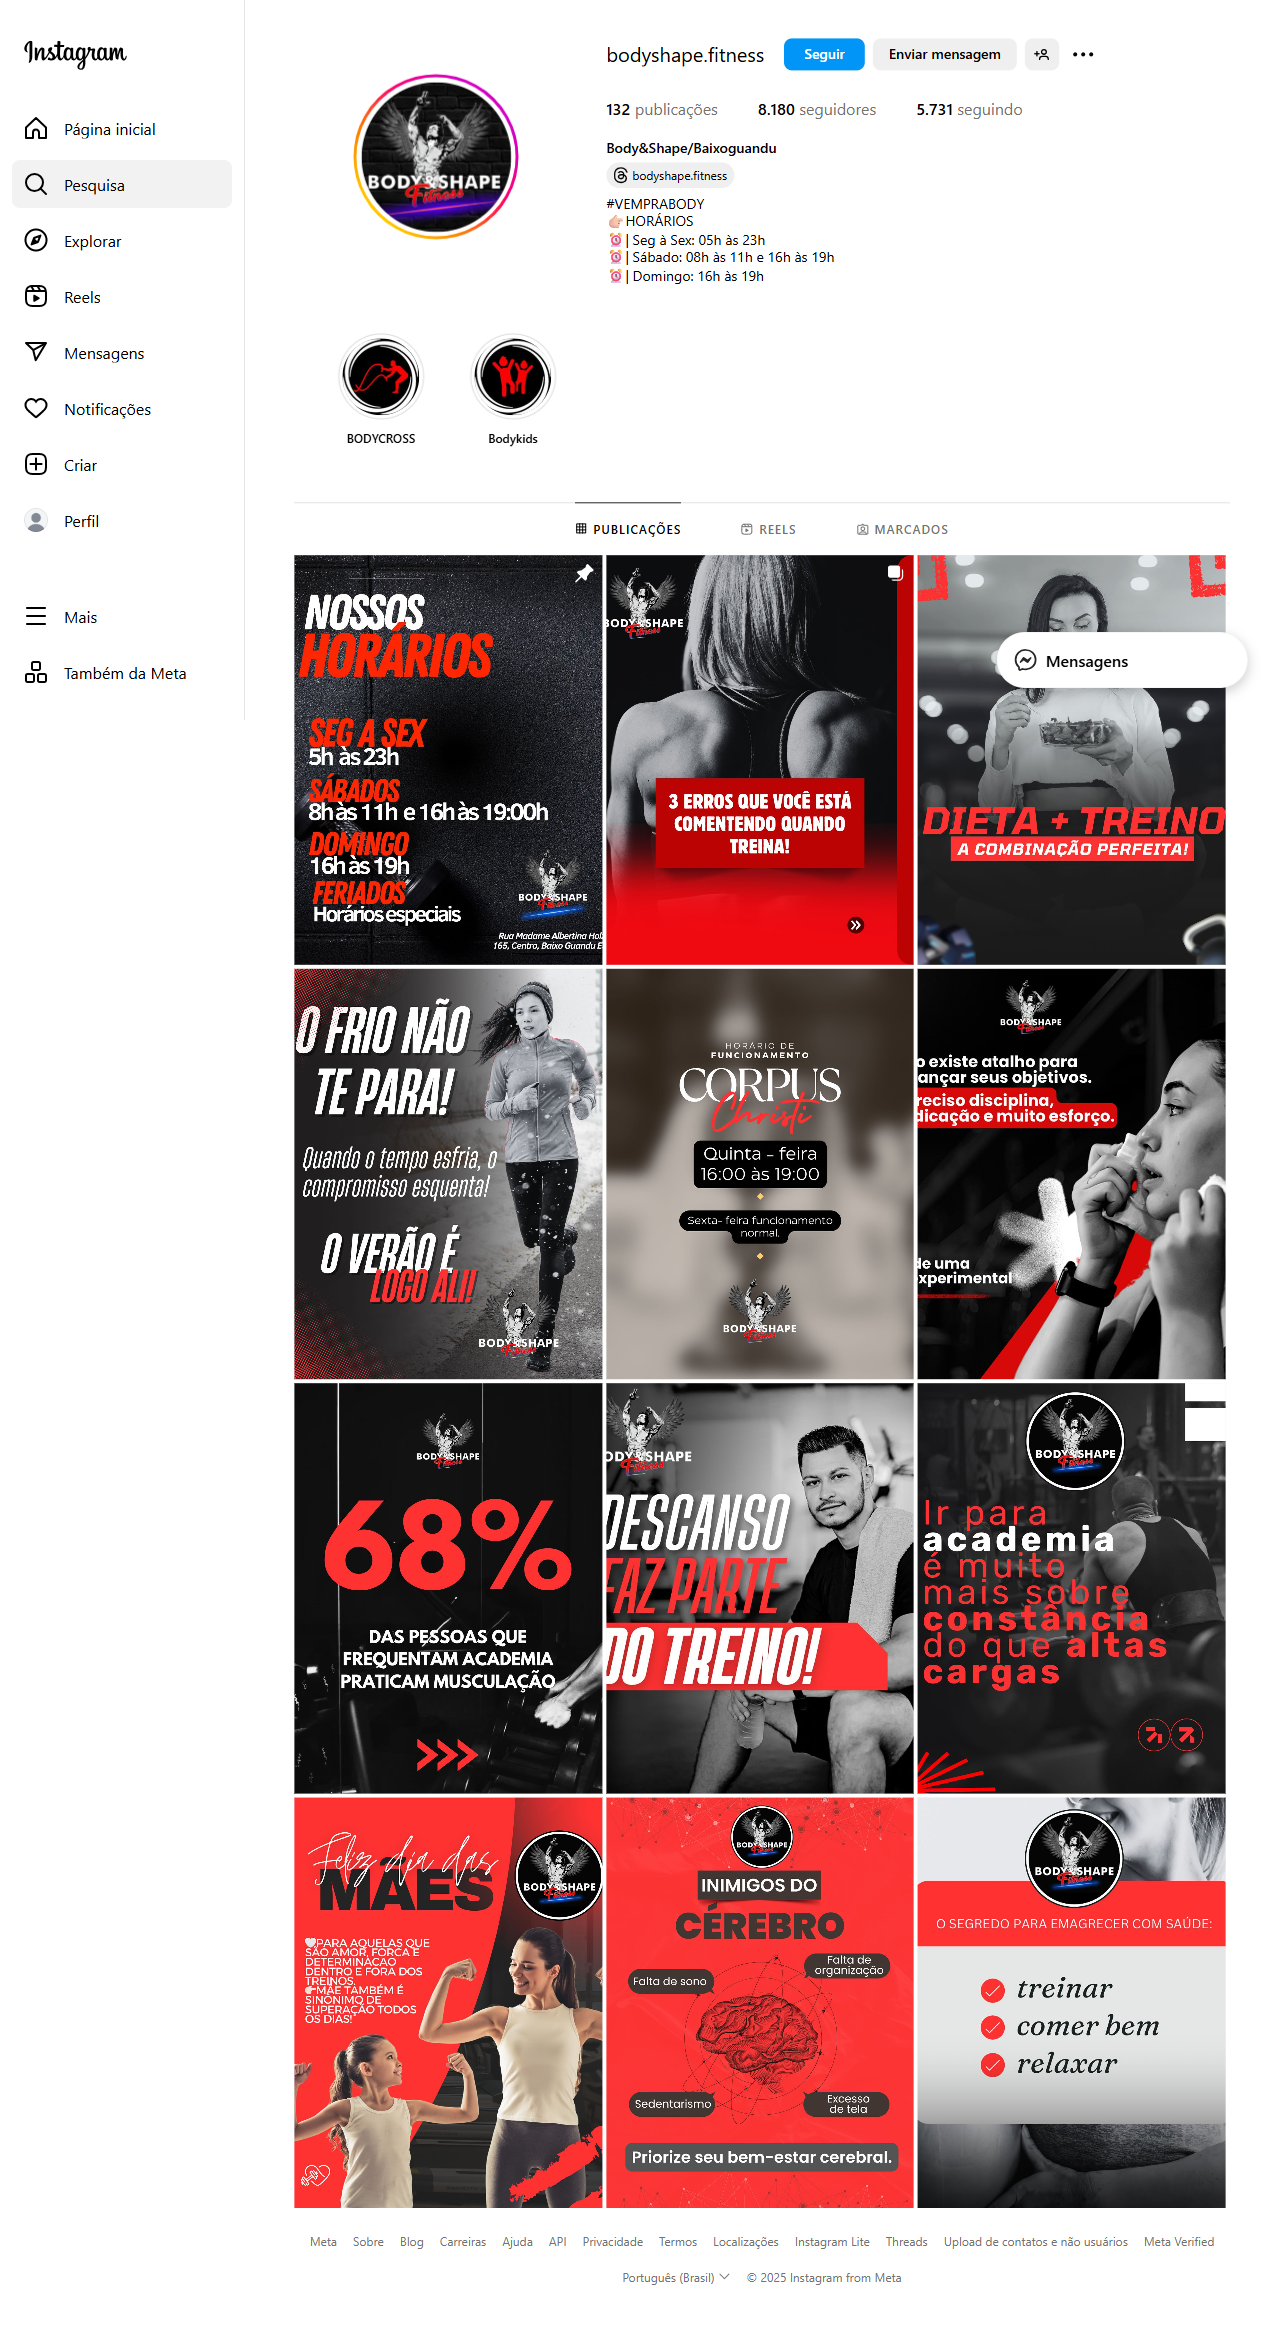 Instagram
Página inicial
Pesquisa
Explorar
Reels
Mensagens
Notificações
Criar
Perfil
Mais
Também da Meta
bodyshape.fitness
Seguir
Enviar mensagem
132 publicações
8.180 seguidores
5.731 seguindo
Body&Shape/Baixoguandu
bodyshape.fitness
#VEMPRABODY
👉🏻HORÁRIOS
⏰| Seg à Sex: 05h às 23h
⏰| Sábado: 08h às 11h e 16h às 19h
⏰| Domingo: 16h às 19h
BODY&SHAPE
Fitness
BODYCROSS
Bodykids
PUBLICAÇÕES
REELS
MARCADOS
NOSSOS
HORÁRIOS
SEG A SEX
5h às 23h
SÁBADOS
8h às 11h e 16h às 19:00h
DOMINGO
16h às 19h
FERIADOS
Horários especiais
BODY&SHAPE
Fitness
Rua Madame Albertina Hol
165, Centro, Baixo Guandu E
BODY&SHAPE
Fitness
3 ERROS QUE VOCÊ ESTÁ
COMENTENDO QUANDO
TREINA!
DIETA + TREINO
A COMBINAÇÃO PERFEITA!
Mensagens
O FRIO NÃO
TE PARA!
Quando o tempo esfria, o
compromisso esquenta!
O VERÃO É
LOGO ALI!
BODY&SHAPE
Fitness
HORÁRIO DE
FUNCIONAMENTO
CORPUS
Christi
Quinta - feira
16:00 às 19:00
Sexta- feira funcionamento
normal.
BODY&SHAPE
Fitness
BODY&SHAPE
Fitness
o existe atalho para
ançar seus objetivos.
reciso disciplina,
dicação e muito esforço.
de uma
xperimental
BODY&SHAPE
Fitness
68%
DAS PESSOAS QUE
FREQUENTAM ACADEMIA
PRATICAM MUSCULAÇÃO
ODY&SHAPE
Fitness
DESCANSO
FAZ PARTE
DO TREINO!
BODY&SHAPE
Fitness
Ir para
academia
é muito
mais sobre
constância
do que altas
cargas
Feliz dia das
MÃES
BODY&SHAPE
Fitness
🤍PARA AQUELAS QUE
SÃO AMOR, FORÇA E
DETERMINAÇÃO
DENTRO E FORA DOS
TREINOS.
MÃE TAMBÉM É
SINÔNIMO DE
SUPERAÇÃO TODOS
OS DIAS!
BODY&SHAPE
Fitness
INIMIGOS DO
CÉREBRO
Falta de sono
Falta de
organização
Sedentarismo
Excesso
de tela
Priorize seu bem-estar cerebral.
BODY&SHAPE
Fitness
O SEGREDO PARA EMAGRECER COM SAÚDE:
treinar
comer bem
relaxar
Meta Sobre Blog Carreiras Ajuda API Privacidade Termos Localizações Instagram Lite Threads Upload de contatos e não usuários Meta Verified
Português (Brasil) © 2025 Instagram from Meta